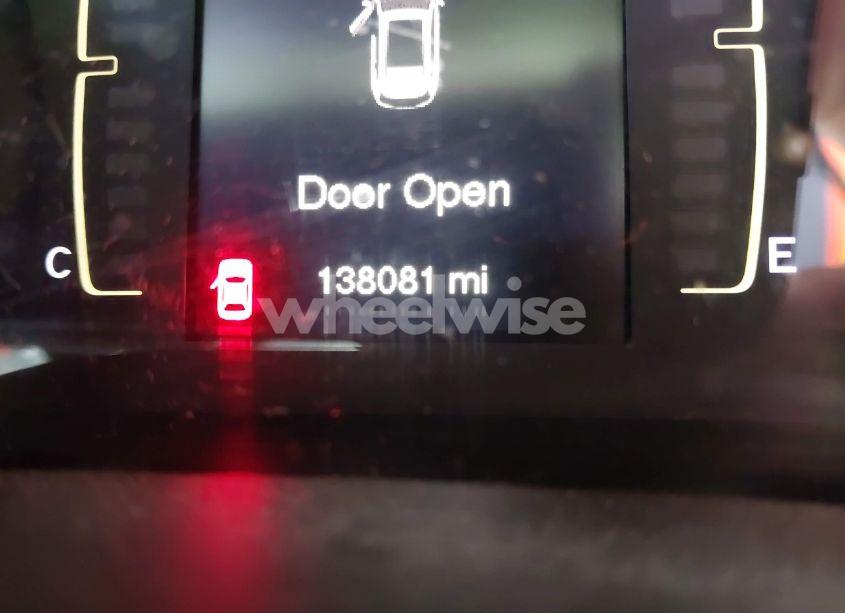 Door Open
C
138081 mi
E
wheelwise